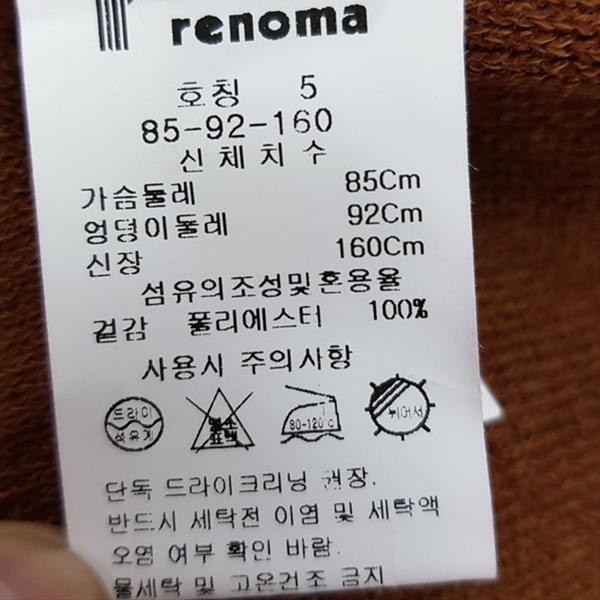 renoma
호칭 5
85-92-160
신체치수
가슴둘레 85Cm
엉덩이둘레 92Cm
신장 160Cm
섬유의조성및혼용율
겉감 폴리에스터 100%
사용시 주의사항
드라이 염소 80-120℃ 뉘어서
석유계 표백
단독 드라이크리닝 권장.
반드시 세탁전 이염 및 세탁액
오염 여부 확인 바람.
물세탁 및 고온건조 금지